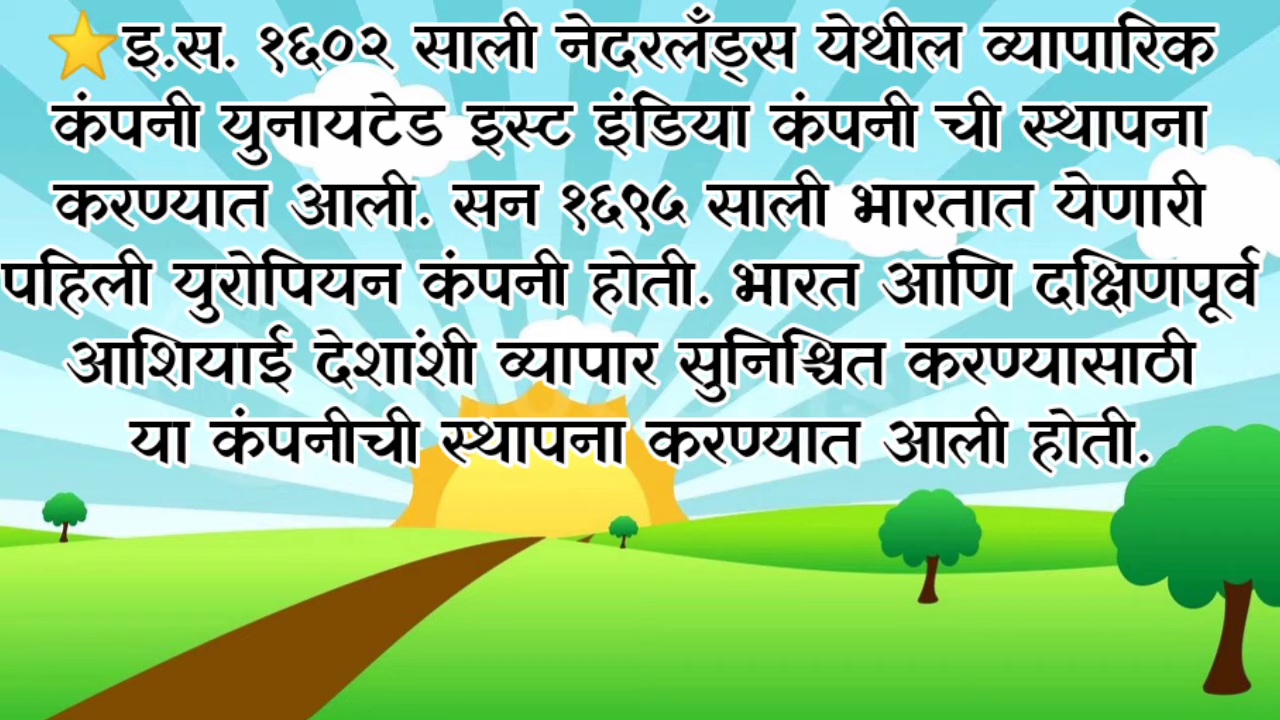 ⭐इ.स. १६०२ साली नेदरलँड्स येथील व्यापारिक
कंपनी युनायटेड इस्ट इंडिया कंपनी ची स्थापना
करण्यात आली. सन १६९५ साली भारतात येणारी
पहिली युरोपियन कंपनी होती. भारत आणि दक्षिणपूर्व
आशियाई देशांशी व्यापार सुनिश्चित करण्यासाठी
या कंपनीची स्थापना करण्यात आली होती.